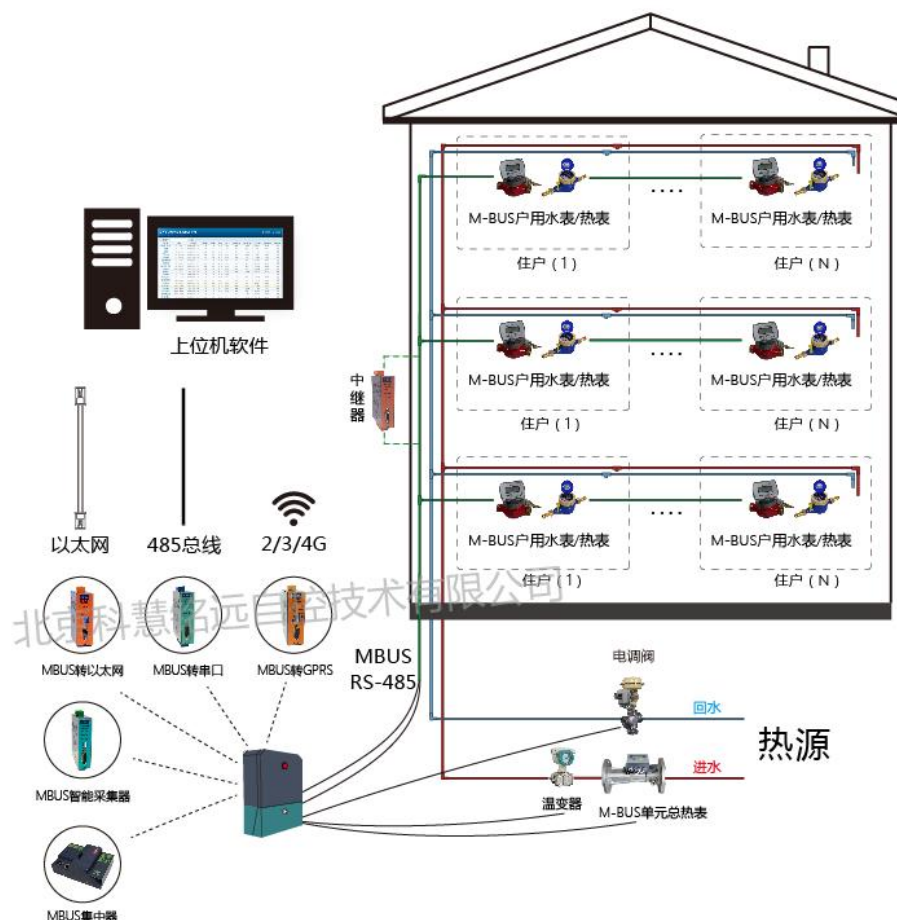 M-BUS户用水表/热表
M-BUS户用水表/热表
住户(1)
住户(N)
上位机软件
中继器
M-BUS户用水表/热表
M-BUS户用水表/热表
住户(1)
住户(N)
以太网
485总线
2/3/4G
M-BUS户用水表/热表
M-BUS户用水表/热表
住户(1)
住户(N)
北京科慧铭远自控技术有限公司
MBUS转以太网
MBUS转串口
MBUS转GPRS
MBUS
RS-485
电调阀
回水
热源
进水
温变器
M-BUS单元总热表
MBUS智能采集器
MBUS集中器